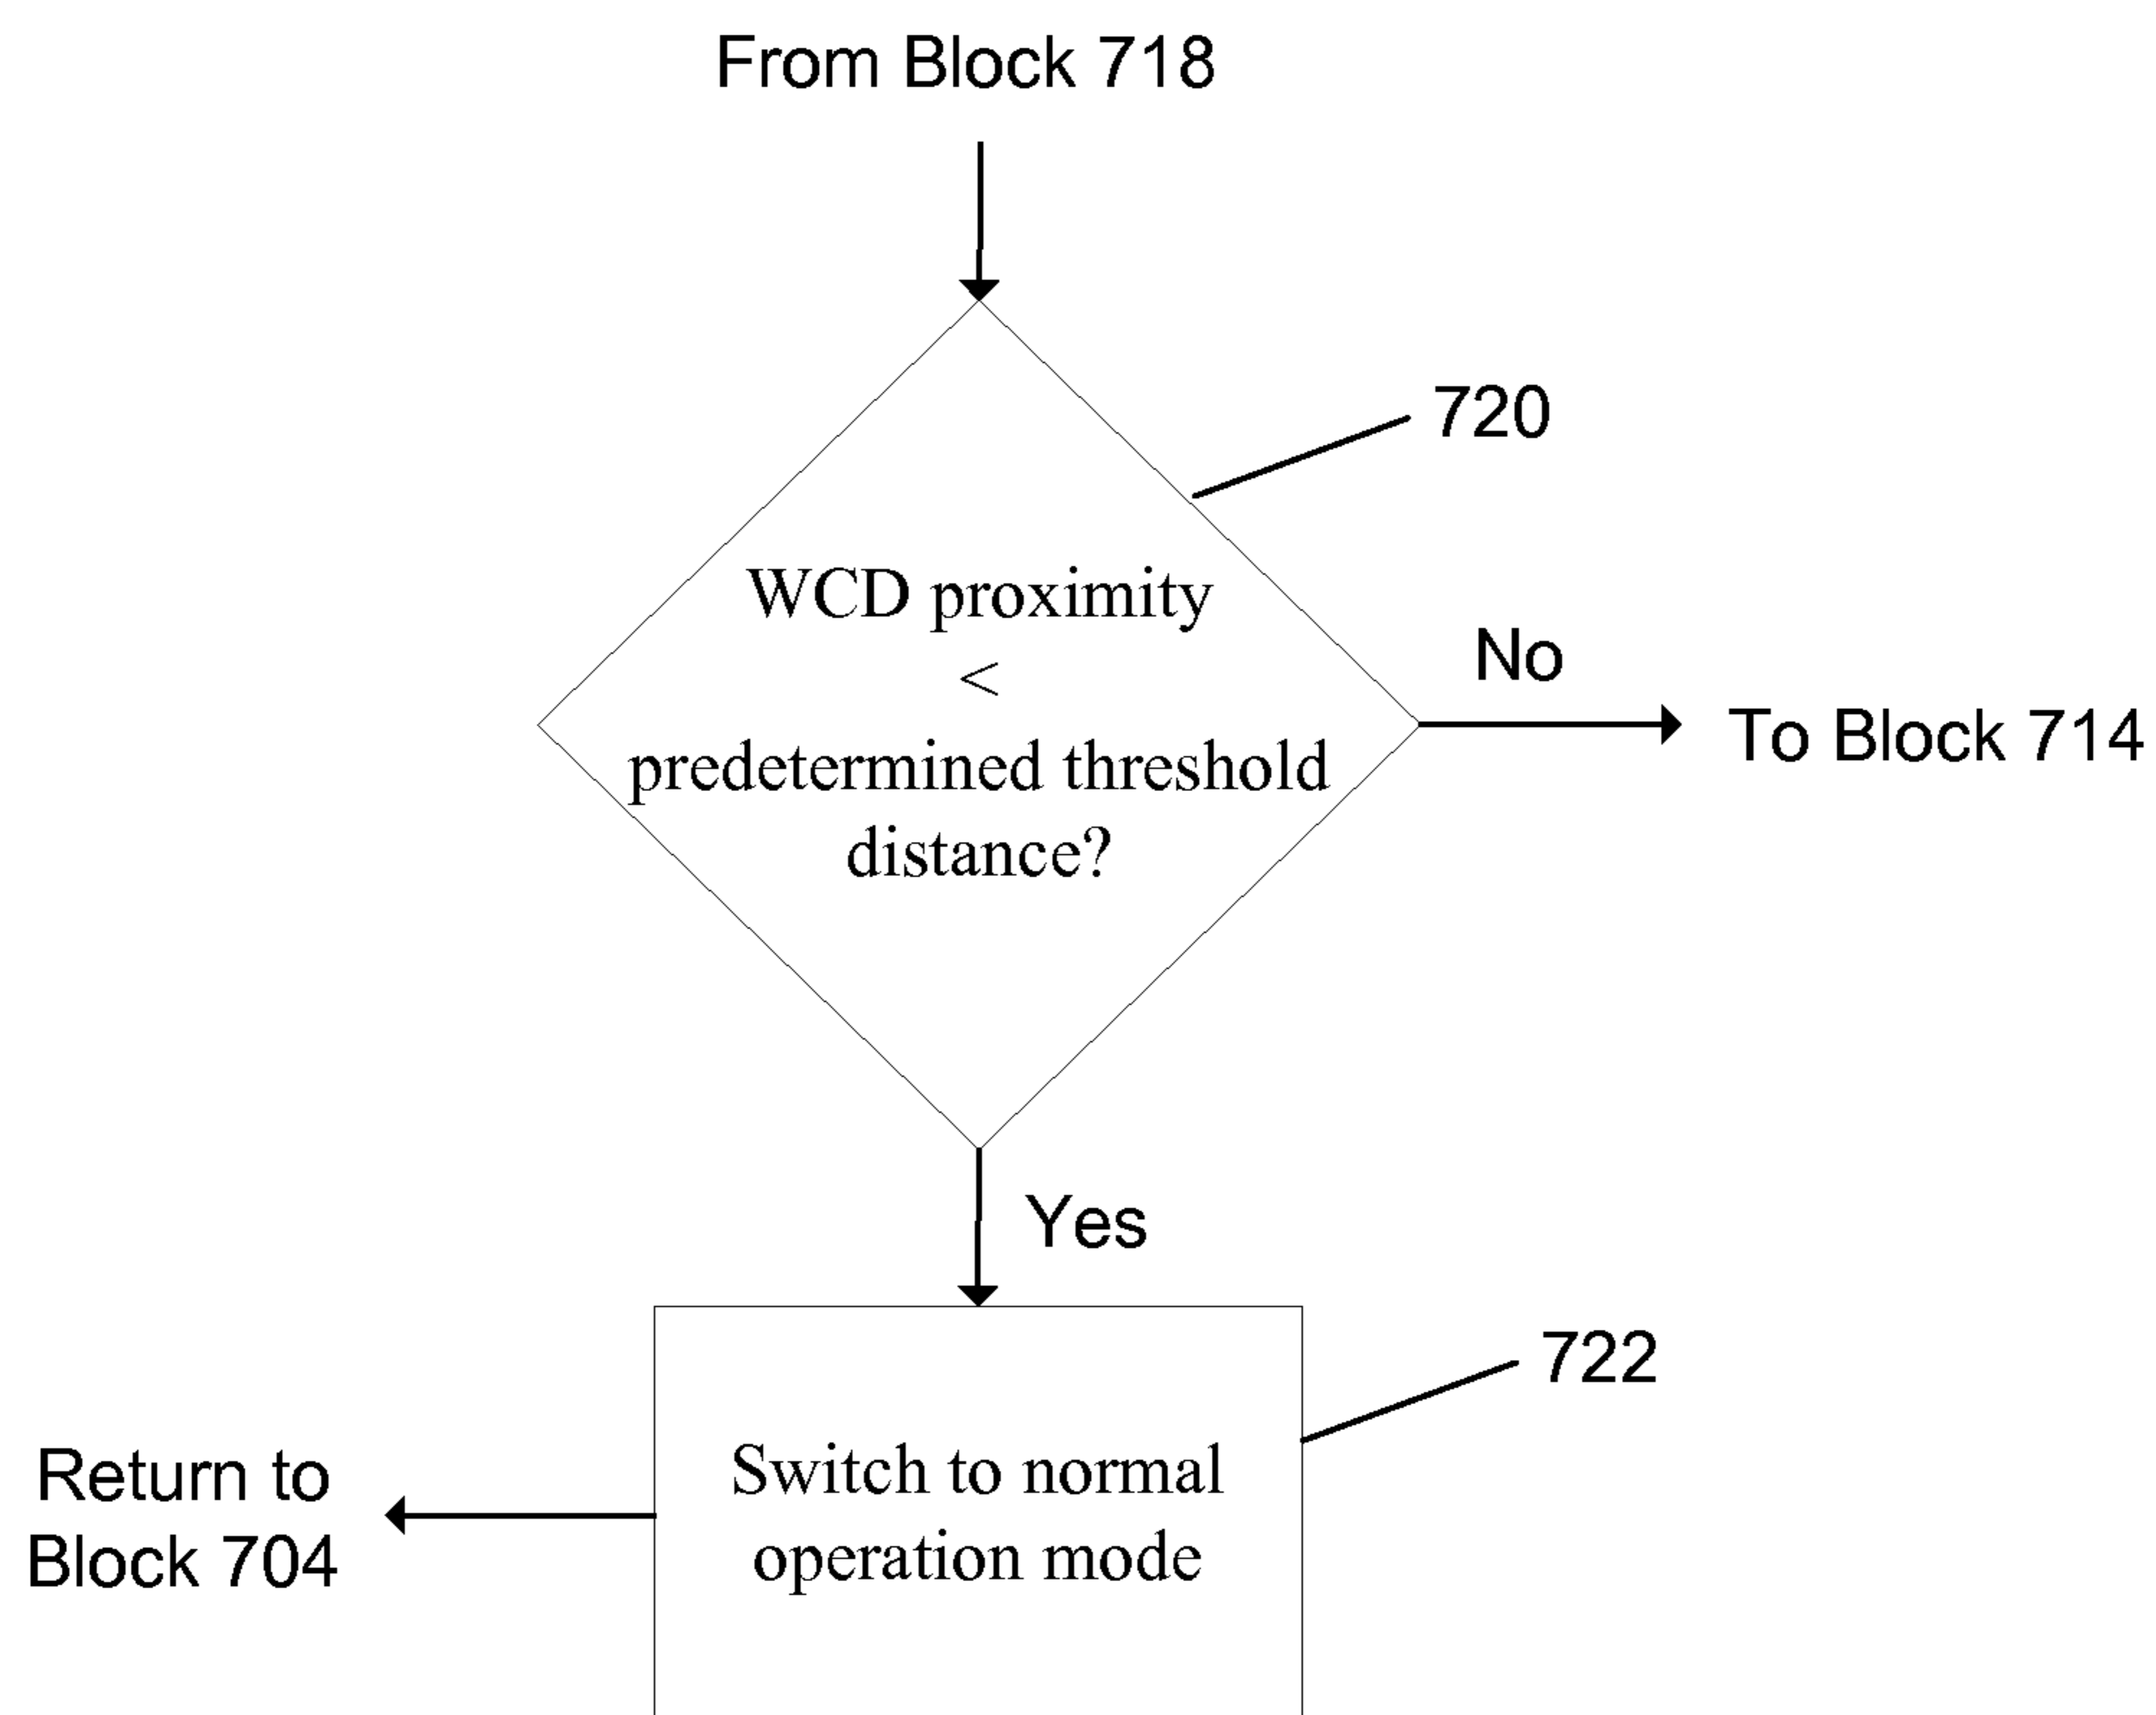 From Block 718
720
WCD proximity
<
predetermined threshold
distance?
No
To Block 714
Yes
722
Switch to normal
operation mode
Return to
Block 704